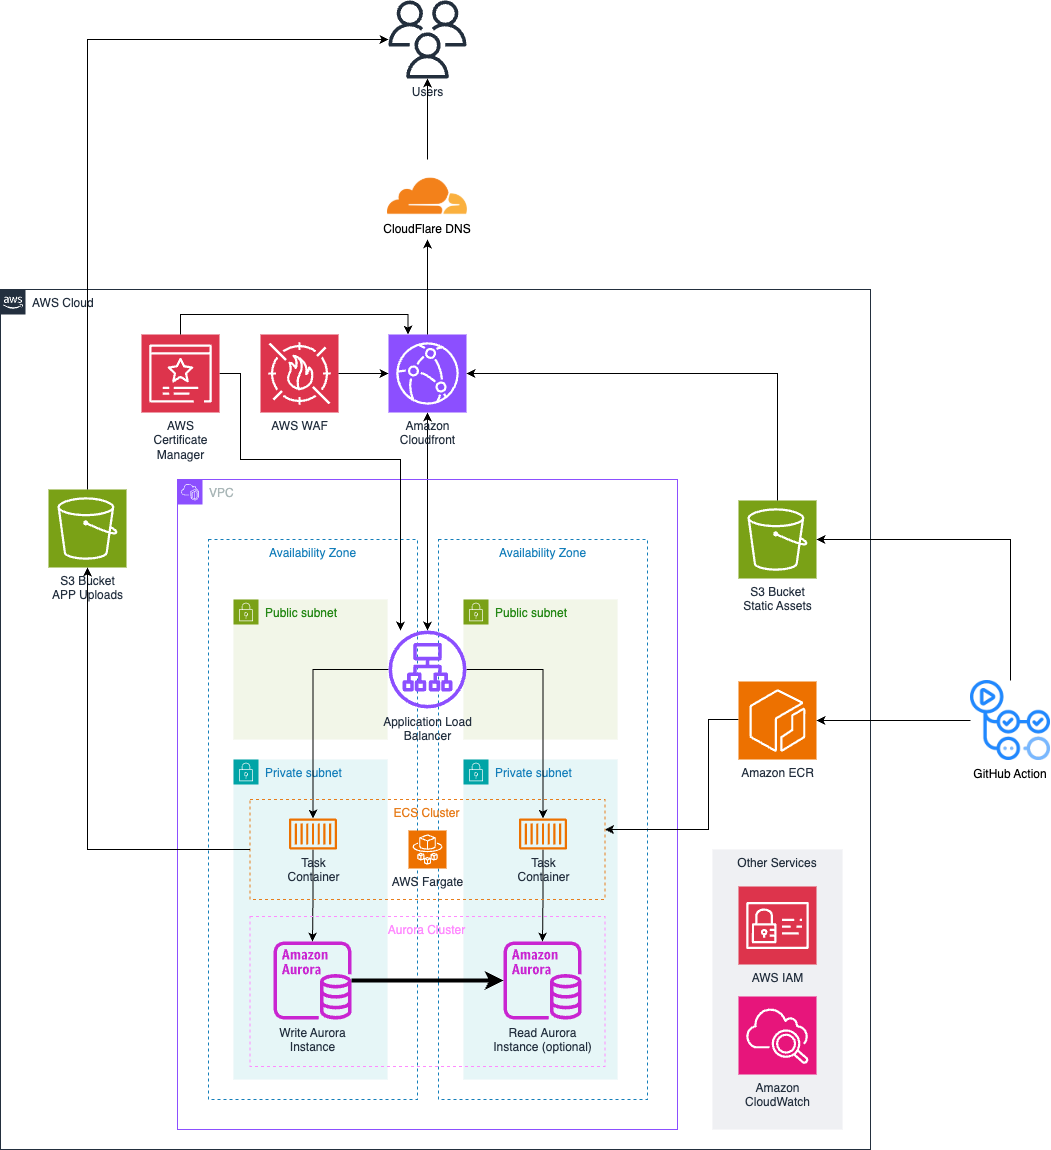 Users
CloudFlare DNS
aws
AWS Cloud
AWS
Certificate
Manager
AWS WAF
Amazon
Cloudfront
S3 Bucket
APP Uploads
VPC
Availability Zone
Availability Zone
S3 Bucket
Static Assets
Public subnet
Public subnet
Application Load
Balancer
Amazon ECR
GitHub Action
Private subnet
Private subnet
ECS Cluster
Task
Container
AWS Fargate
Task
Container
Other Services
Aurora Cluster
Amazon
Aurora
Write Aurora
Instance
Amazon
Aurora
Read Aurora
Instance (optional)
AWS IAM
Amazon
CloudWatch